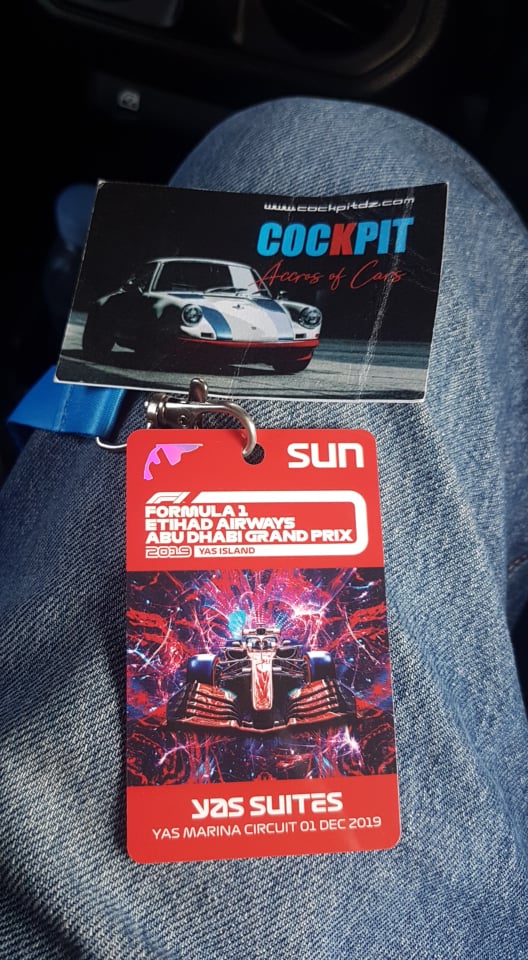 www.cockpitdz.com
COCKPIT
Accros of Cars
SUN
F1
FORMULA 1
ETIHAD AIRWAYS
ABU DHABI GRAND PRIX
2019 YAS ISLAND
YAS SUITES
YAS MARINA CIRCUIT 01 DEC 2019